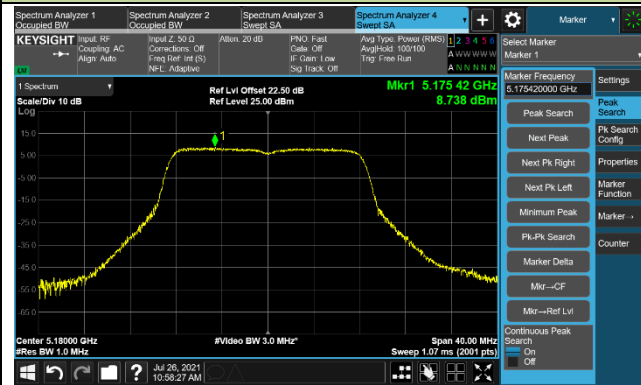 Spectrum Analyzer 1
Occupied BW
Spectrum Analyzer 2
Occupied BW
Spectrum Analyzer 3
Swept SA
Spectrum Analyzer 4
Swept SA
+
Marker
KEYSIGHT
Input: RF
Coupling: AC
Align: Auto
Input Z: 50 Ω
Corrections: Off
Freq Ref: Int (S)
NFE: Adaptive
Atten: 20 dB
PNO: Fast
Gate: Off
IF Gain: Low
Sig Track: Off
Avg Type: Power (RMS)
Avg|Hold: 100/100
Trig: Free Run
1 2 3 4 5 6
A W W W W W
A N N N N N
LXI
Select Marker
Marker 1
1 Spectrum
Scale/Div 10 dB
Log
Ref Lvl Offset 22.50 dB
Ref Level 25.00 dBm
Mkr1 5.175 42 GHz
8.738 dBm
15.0
5.00
-5.00
-15.0
-25.0
-35.0
-45.0
-55.0
-65.0
1
Center 5.18000 GHz
#Res BW 1.0 MHz
#Video BW 3.0 MHz*
Span 40.00 MHz
Sweep 1.07 ms (2001 pts)
Marker Frequency
5.175420000 GHz
Peak Search
Next Peak
Next Pk Right
Next Pk Left
Minimum Peak
Pk-Pk Search
Marker Delta
Mkr→CF
Mkr→Ref Lvl
Continuous Peak
Search
On
Off
Settings
Peak
Search
Pk Search
Config
Properties
Marker
Function
Marker→
Counter
?
Jul 26, 2021
10:58:27 AM